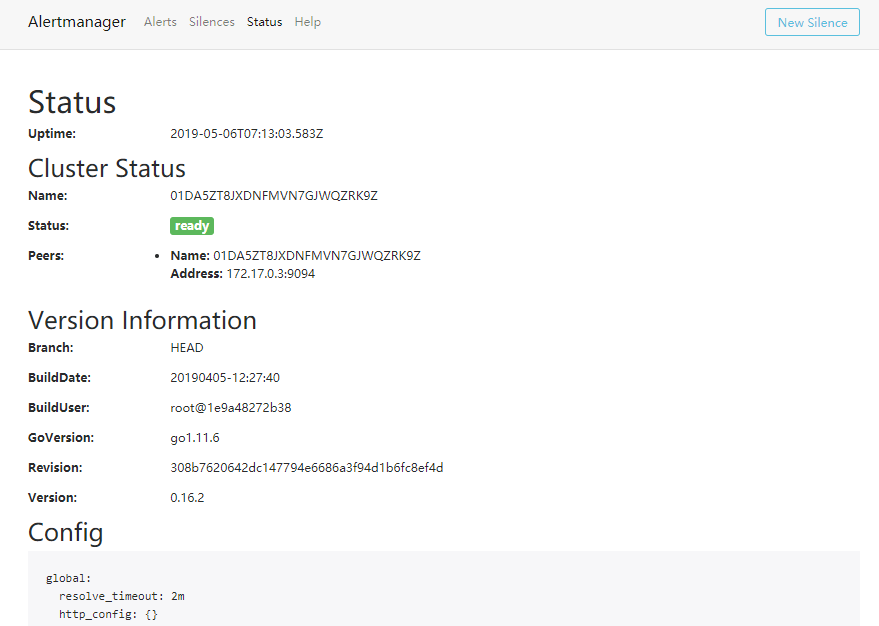 Alertmanager Alerts Silences Status Help New Silence
Status
Uptime: 2019-05-06T07:13:03.583Z
Cluster Status
Name: 01DA5ZT8JXDNFMVN7GJWQZRK9Z
Status: ready
Peers: • Name: 01DA5ZT8JXDNFMVN7GJWQZRK9Z
Address: 172.17.0.3:9094
Version Information
Branch: HEAD
BuildDate: 20190405-12:27:40
BuildUser: root@1e9a48272b38
GoVersion: go1.11.6
Revision: 308b7620642dc147794e6686a3f94d1b6fc8ef4d
Version: 0.16.2
Config
global:
  resolve_timeout: 2m
  http_config: {}